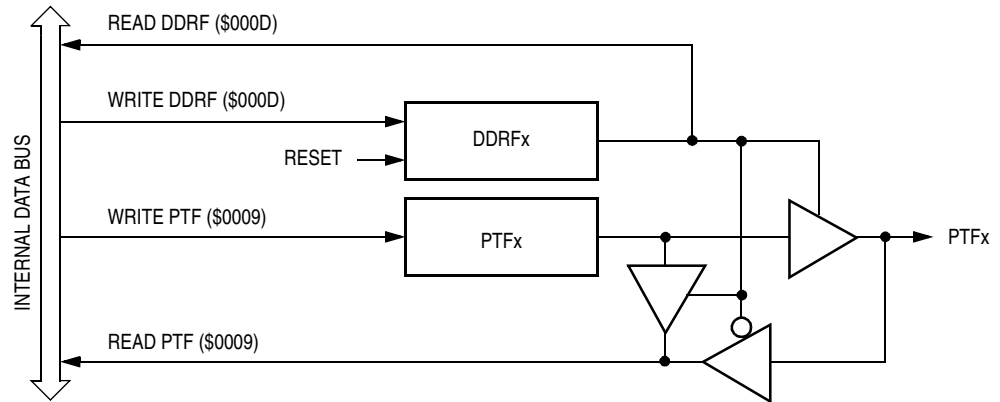 READ DDRF ($000D)
WRITE DDRF ($000D)
DDRFx
RESET
INTERNAL DATA BUS
WRITE PTF ($0009)
PTFx
PTFx
READ PTF ($0009)